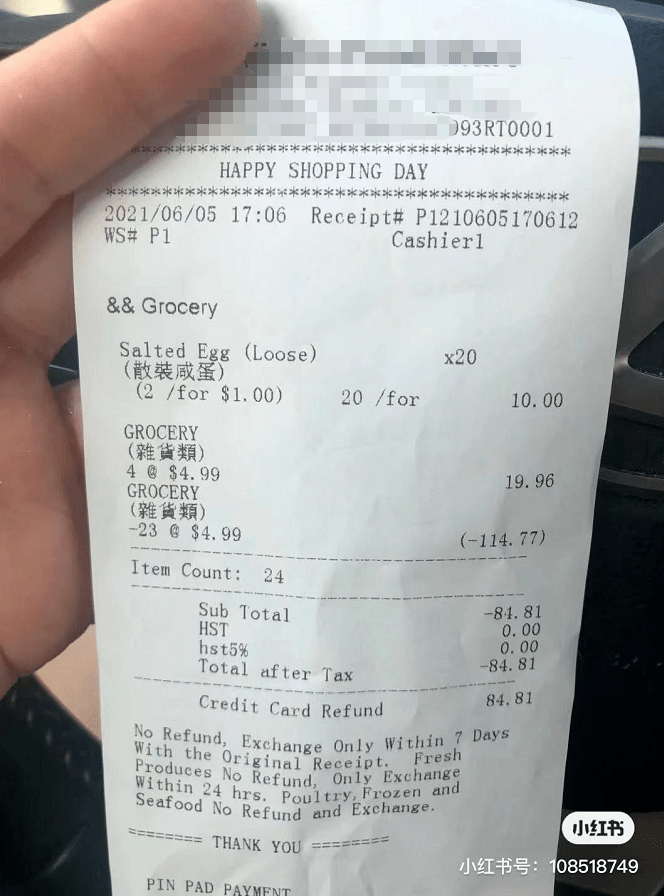 093RT0001
****************************************
HAPPY SHOPPING DAY
****************************************
2021/06/05 17:06 Receipt# P1210605170612
WS# P1 Cashier1
&& Grocery
Salted Egg (Loose) x20
(散裝咸蛋)
(2 /for $1.00) 20 /for 10.00
GROCERY
(雜貨類)
4 @ $4.99 19.96
GROCERY
(雜貨類)
-23 @ $4.99 (-114.77)
Item Count: 24
Sub Total -84.81
HST 0.00
hst5% 0.00
Total after Tax -84.81
Credit Card Refund 84.81
No Refund, Exchange Only Within 7 Days
With the Original Receipt. Fresh
Produces No Refund, Only Exchange
Within 24 hrs. Poultry, Frozen and
Seafood No Refund and Exchange.
======== THANK YOU ========
PIN PAD PAYMENT
小红书
小红书号：108518749